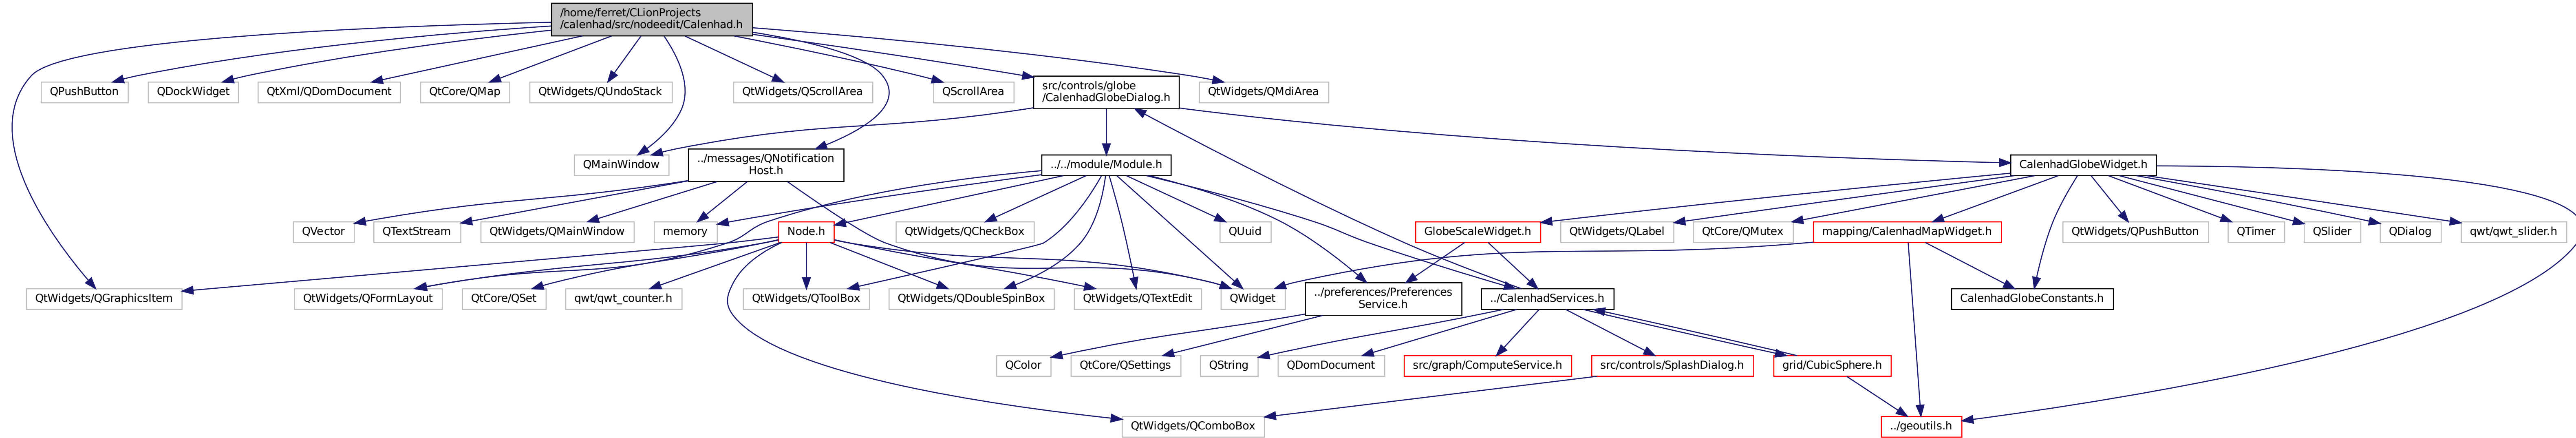 /home/ferret/CLionProjects
/calenhad/src/nodeedit/Calenhad.h
QPushButton
QDockWidget
QtXml/QDomDocument
QtCore/QMap
QtWidgets/QUndoStack
QtWidgets/QScrollArea
QScrollArea
src/controls/globe
/CalenhadGlobeDialog.h
QtWidgets/QMdiArea
QMainWindow
../messages/QNotification
Host.h
../../module/Module.h
CalenhadGlobeWidget.h
QVector
QTextStream
QtWidgets/QMainWindow
memory
Node.h
QtWidgets/QCheckBox
QUuid
GlobeScaleWidget.h
QtWidgets/QLabel
QtCore/QMutex
mapping/CalenhadMapWidget.h
QtWidgets/QPushButton
QTimer
QSlider
QDialog
qwt/qwt_slider.h
QtWidgets/QGraphicsItem
QtWidgets/QFormLayout
QtCore/QSet
qwt/qwt_counter.h
QtWidgets/QToolBox
QtWidgets/QDoubleSpinBox
QtWidgets/QTextEdit
QWidget
../preferences/Preferences
Service.h
../CalenhadServices.h
CalenhadGlobeConstants.h
QColor
QtCore/QSettings
QString
QDomDocument
src/graph/ComputeService.h
src/controls/SplashDialog.h
grid/CubicSphere.h
QtWidgets/QComboBox
../geoutils.h